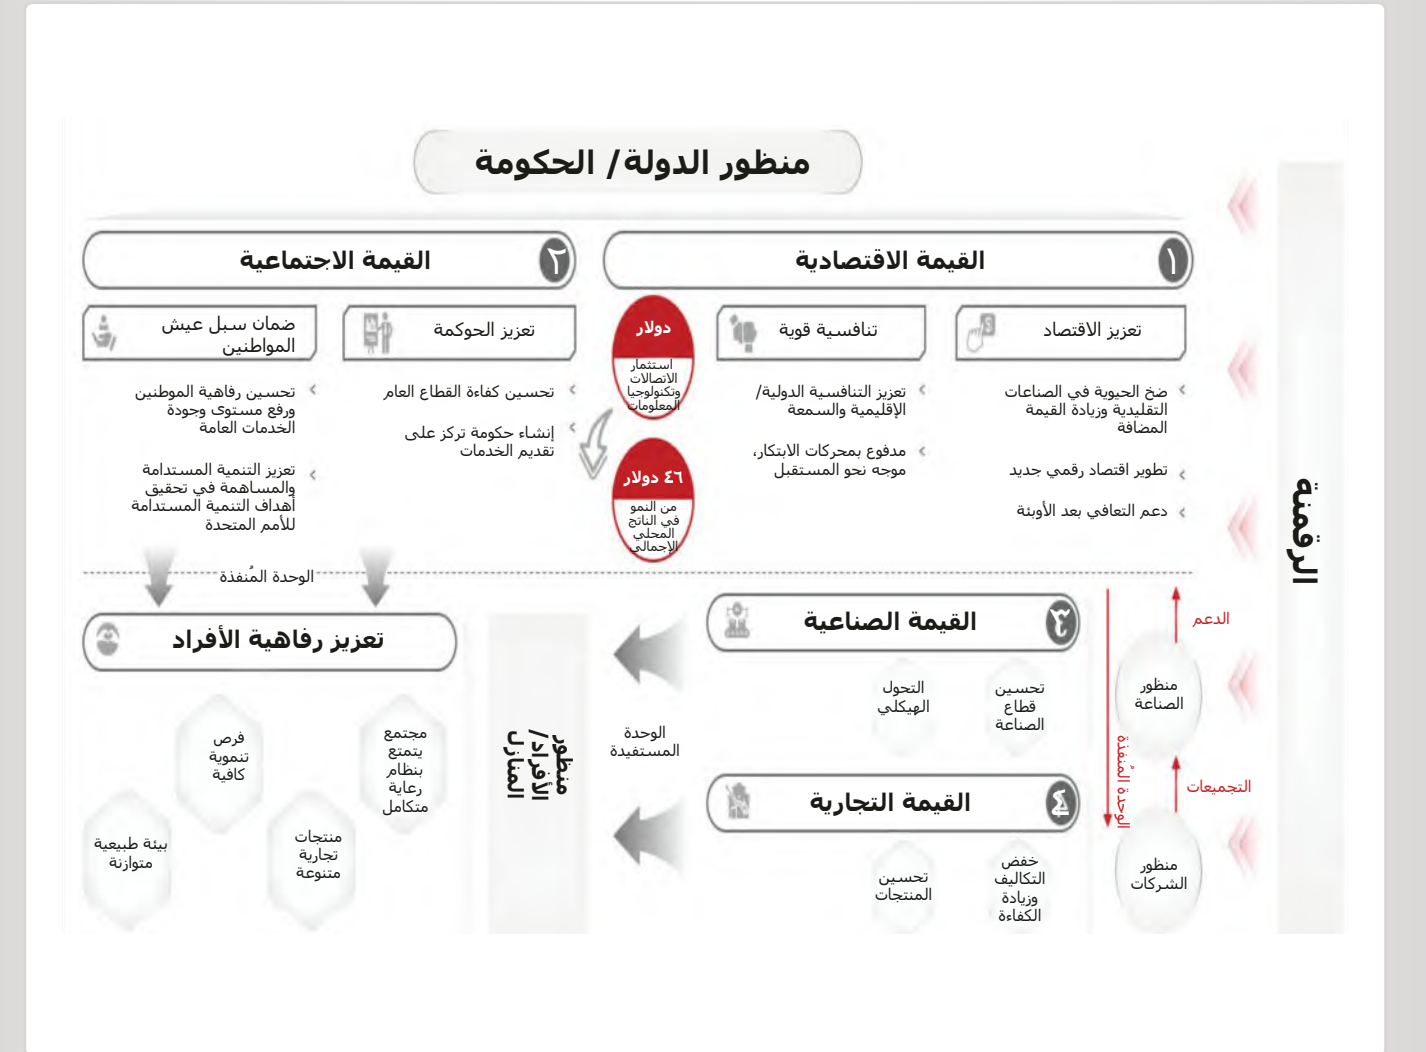 منظور الدولة/ الحكومة
الرقمنة
١
القيمة الاقتصادية
تعزيز الاقتصاد
ضخ الحيوية في الصناعات
التقليدية وزيادة القيمة
المضافة
تطوير اقتصاد رقمي جديد
دعم التعافي بعد الأوبئة
تنافسية قوية
تعزيز التنافسية الدولية/
الإقليمية والسمعة
مدفوع بمحركات الابتكار،
موجه نحو المستقبل
دولار
استثمار
الاتصالات
وتكنولوجيا
المعلومات
٤٦ دولار
من النمو
في الناتج
المحلي
الإجمالي
٢
القيمة الاجتماعية
تعزيز الحوكمة
تحسين كفاءة القطاع العام
إنشاء حكومة تركز على
تقديم الخدمات
ضمان سبل عيش
المواطنين
تحسين رفاهية الموطنين
ورفع مستوى وجودة
الخدمات العامة
تعزيز التنمية المستدامة
والمساهمة في تحقيق
أهداف التنمية المستدامة
للأمم المتحدة
الوحدة المُنفذة
الدعم
منظور
الصناعة
التجميعات
منظور
الشركات
الوحدة المُنفذة
٣
القيمة الصناعية
تحسين
قطاع
الصناعة
التحول
الهيكلي
٤
القيمة التجارية
خفض
التكاليف
وزيادة
الكفاءة
تحسين
المنتجات
الوحدة
المستفيدة
منظور
الأفراد/
المنازل
تعزيز رفاهية الأفراد
مجتمع
يتمتع
بنظام
رعاية
متكامل
فرص
تنموية
كافية
منتجات
تجارية
متنوعة
بيئة طبيعية
متوازنة